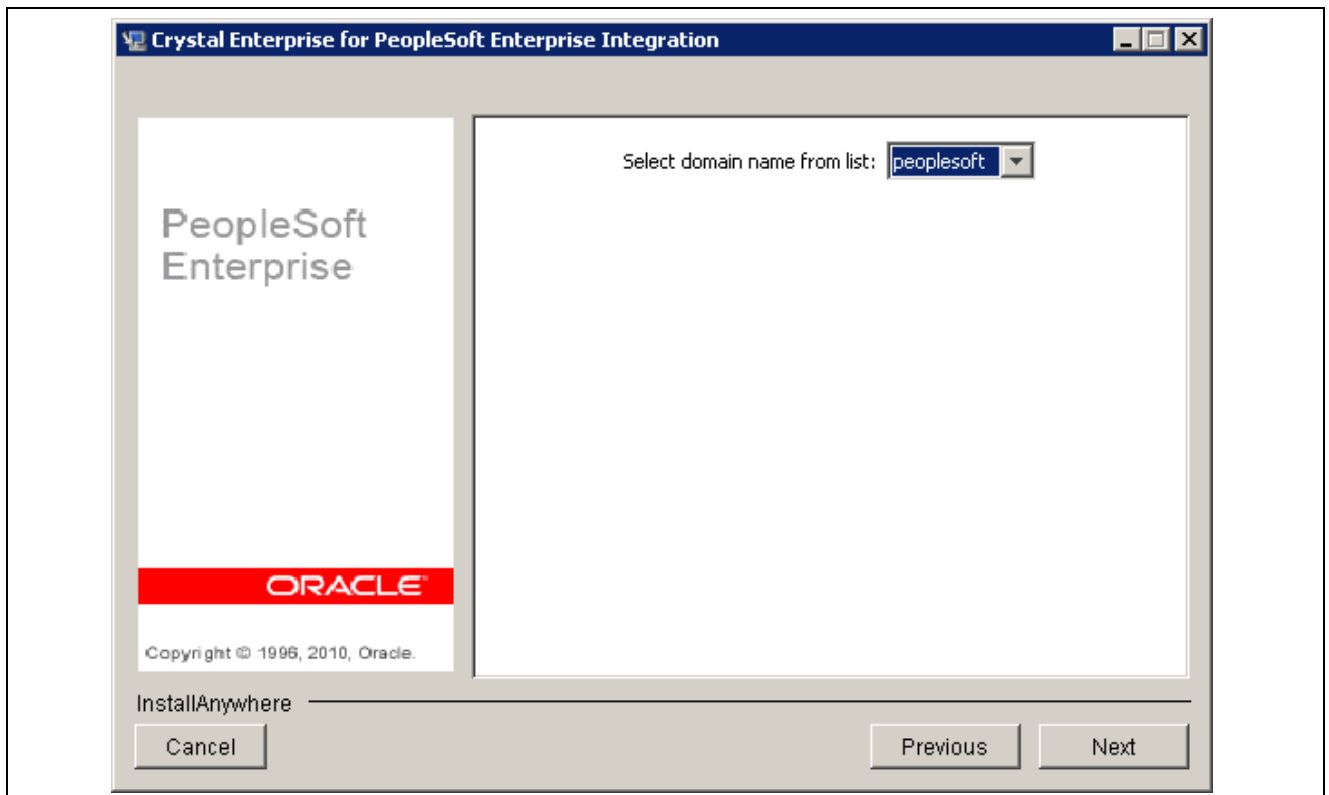 Crystal Enterprise for PeopleSoft Enterprise Integration
Select domain name from list: peoplesoft
PeopleSoft
Enterprise
ORACLE
Copyright © 1996, 2010, Oracle.
InstallAnywhere
Cancel
Previous
Next